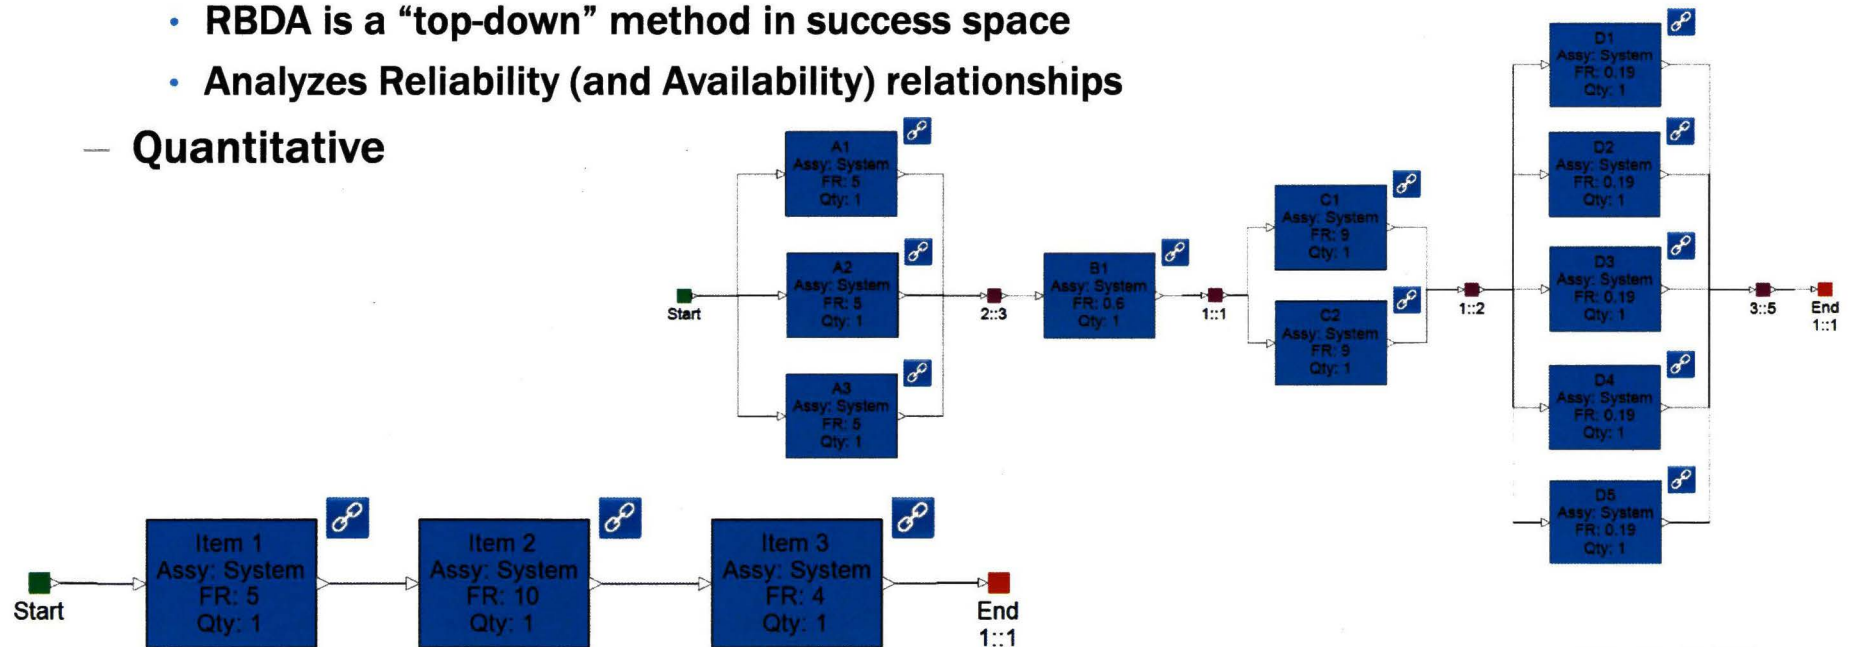 • RBDA is a “top-down” method in success space
• Analyzes Reliability (and Availability) relationships
— Quantitative
A1
Assy: System
FR: 5
Qty: 1
A2
Assy: System
FR: 5
Qty: 1
A3
Assy: System
FR: 5
Qty: 1
Start
2::3
B1
Assy: System
FR: 0.6
Qty: 1
1::1
C1
Assy: System
FR: 9
Qty: 1
C2
Assy: System
FR: 9
Qty: 1
1::2
D1
Assy: System
FR: 0.19
Qty: 1
D2
Assy: System
FR: 0.19
Qty: 1
D3
Assy: System
FR: 0.19
Qty: 1
D4
Assy: System
FR: 0.19
Qty: 1
D5
Assy: System
FR: 0.19
Qty: 1
3::5
End
1::1
Start
Item 1
Assy: System
FR: 5
Qty: 1
Item 2
Assy: System
FR: 10
Qty: 1
Item 3
Assy: System
FR: 4
Qty: 1
End
1::1